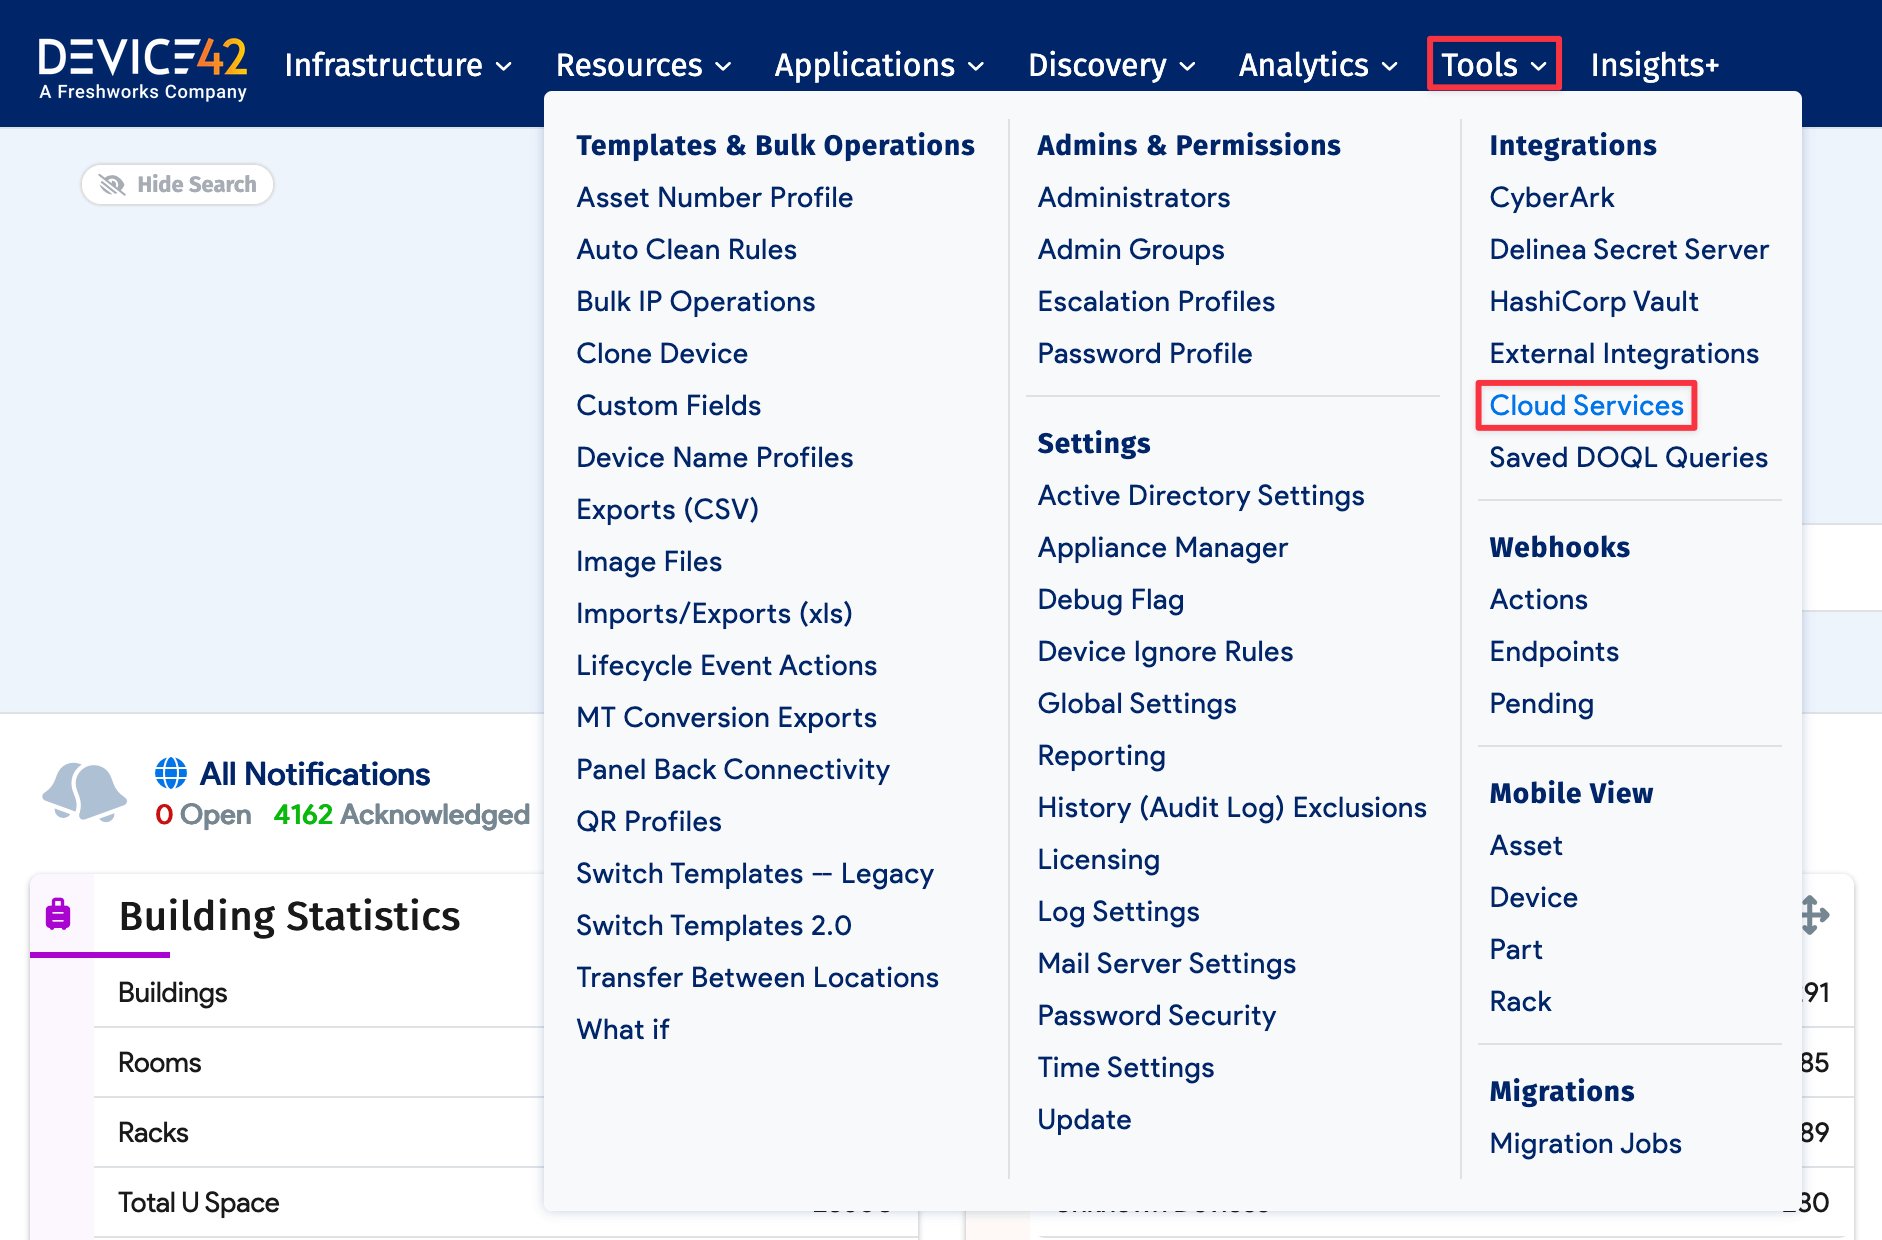 DEVICE42
A Freshworks Company
Infrastructure
Resources
Applications
Discovery
Analytics
Tools
Insights+
Hide Search
Templates & Bulk Operations
Asset Number Profile
Auto Clean Rules
Bulk IP Operations
Clone Device
Custom Fields
Device Name Profiles
Exports (CSV)
Image Files
Imports/Exports (xls)
Lifecycle Event Actions
MT Conversion Exports
Panel Back Connectivity
QR Profiles
Switch Templates -- Legacy
Switch Templates 2.0
Transfer Between Locations
What if
Admins & Permissions
Administrators
Admin Groups
Escalation Profiles
Password Profile
Settings
Active Directory Settings
Appliance Manager
Debug Flag
Device Ignore Rules
Global Settings
Reporting
History (Audit Log) Exclusions
Licensing
Log Settings
Mail Server Settings
Password Security
Time Settings
Update
Integrations
CyberArk
Delinea Secret Server
HashiCorp Vault
External Integrations
Cloud Services
Saved DOQL Queries
Webhooks
Actions
Endpoints
Pending
Mobile View
Asset
Device
Part
Rack
Migrations
Migration Jobs
All Notifications
0 Open 4162 Acknowledged
Building Statistics
Buildings
Rooms
Racks
Total U Space
91
85
89
30